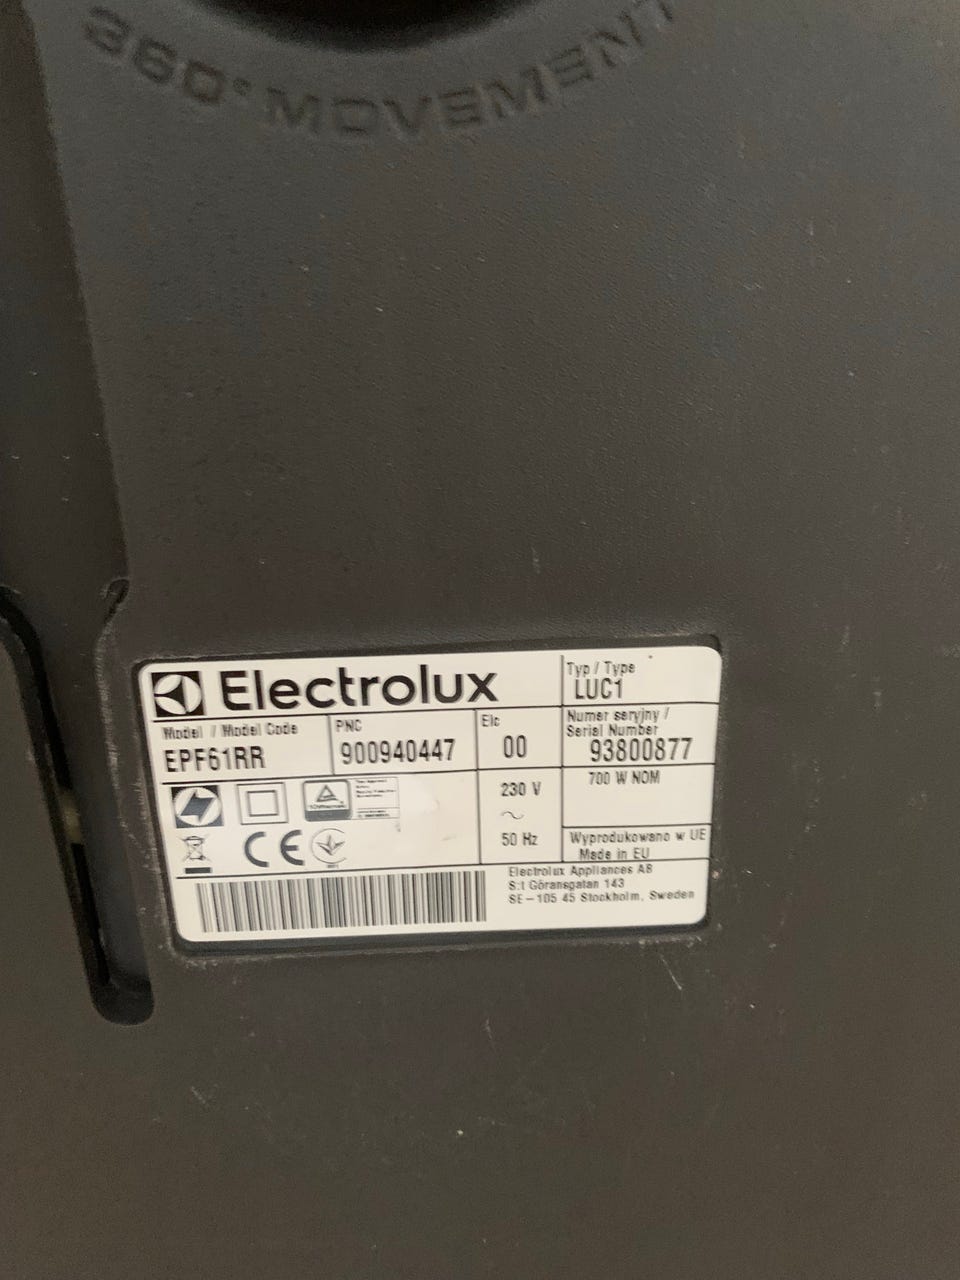 360° MOVEMENT
Electrolux
Typ / Type
LUC1
Model / Model Code
EPF61RR
PNC
900940447
Elc
00
Numer seryjny /
Serial Number
93800877
230 V
~
50 Hz
700 W NOM
Wyprodukowano w UE
Made in EU
CE
Electrolux Appliances AB
S:t Göransgatan 143
SE-105 45 Stockholm, Sweden